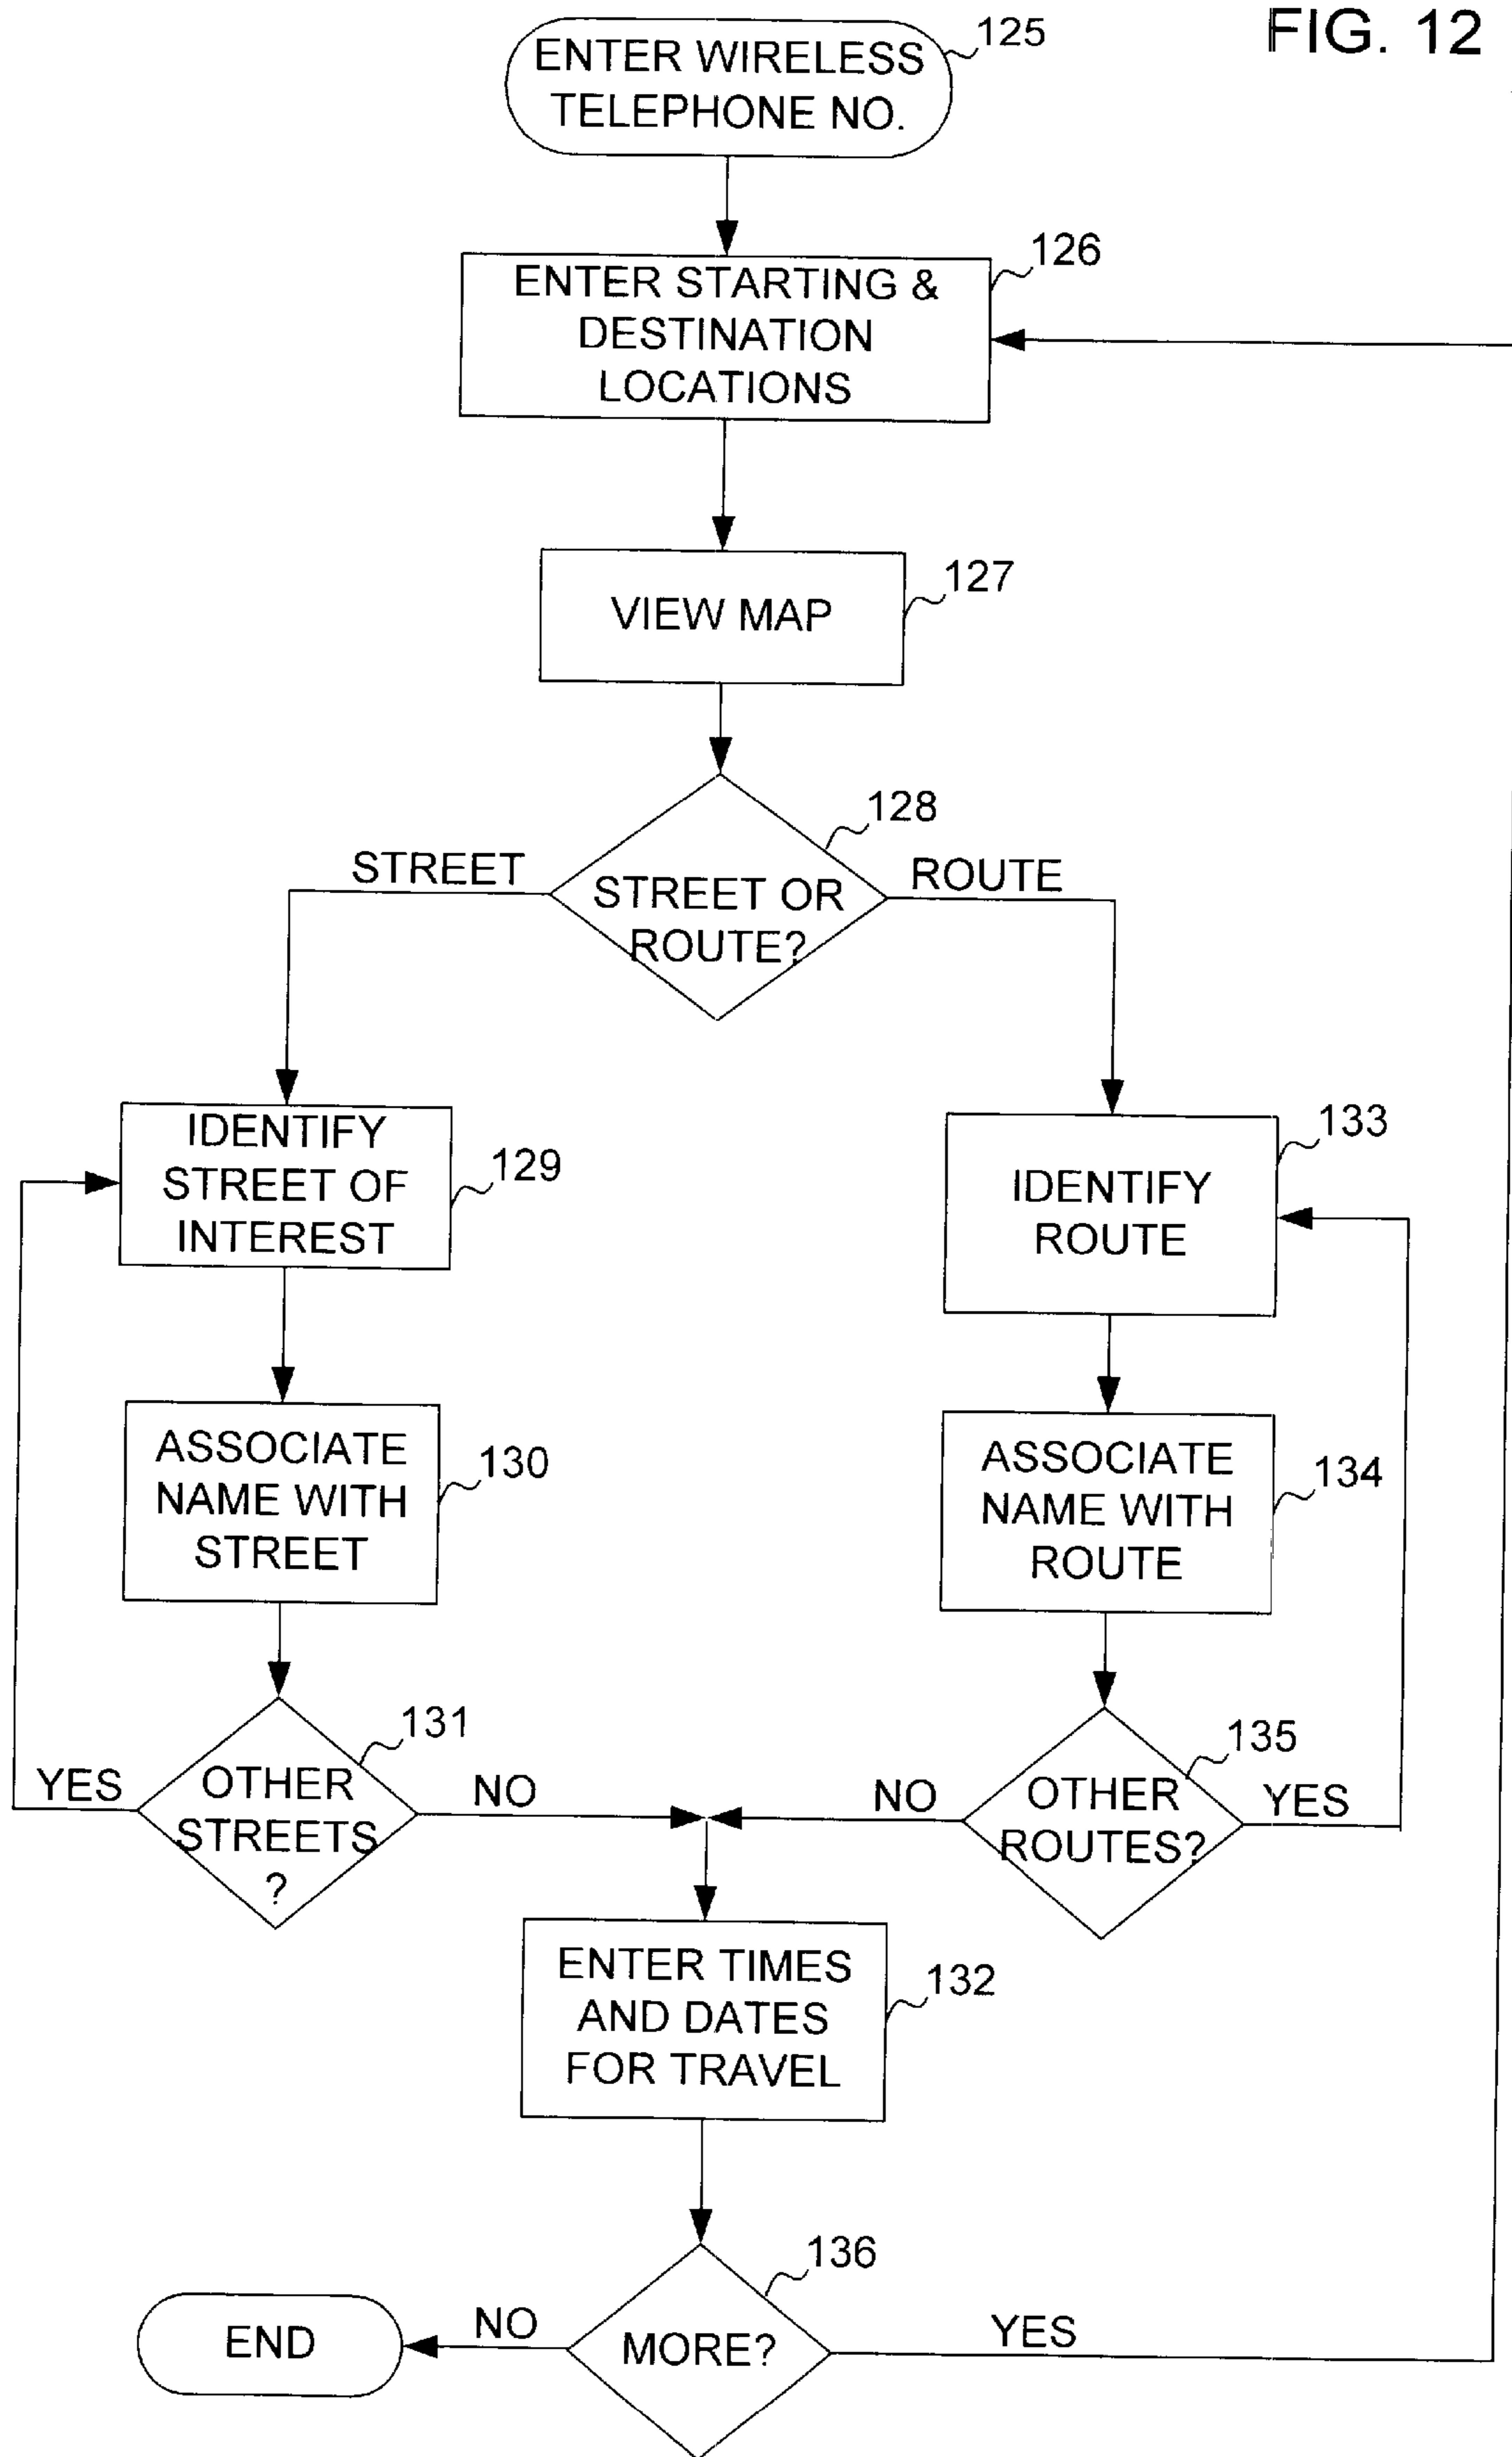 FIG. 12
125
ENTER WIRELESS
TELEPHONE NO.
126
ENTER STARTING &
DESTINATION
LOCATIONS
127
VIEW MAP
128
STREET
ROUTE
STREET OR
ROUTE?
129
IDENTIFY
STREET OF
INTEREST
133
IDENTIFY
ROUTE
130
ASSOCIATE
NAME WITH
STREET
134
ASSOCIATE
NAME WITH
ROUTE
131
YES
OTHER
STREETS
?
NO
135
NO
OTHER
ROUTES?
YES
132
ENTER TIMES
AND DATES
FOR TRAVEL
136
END
NO
MORE?
YES